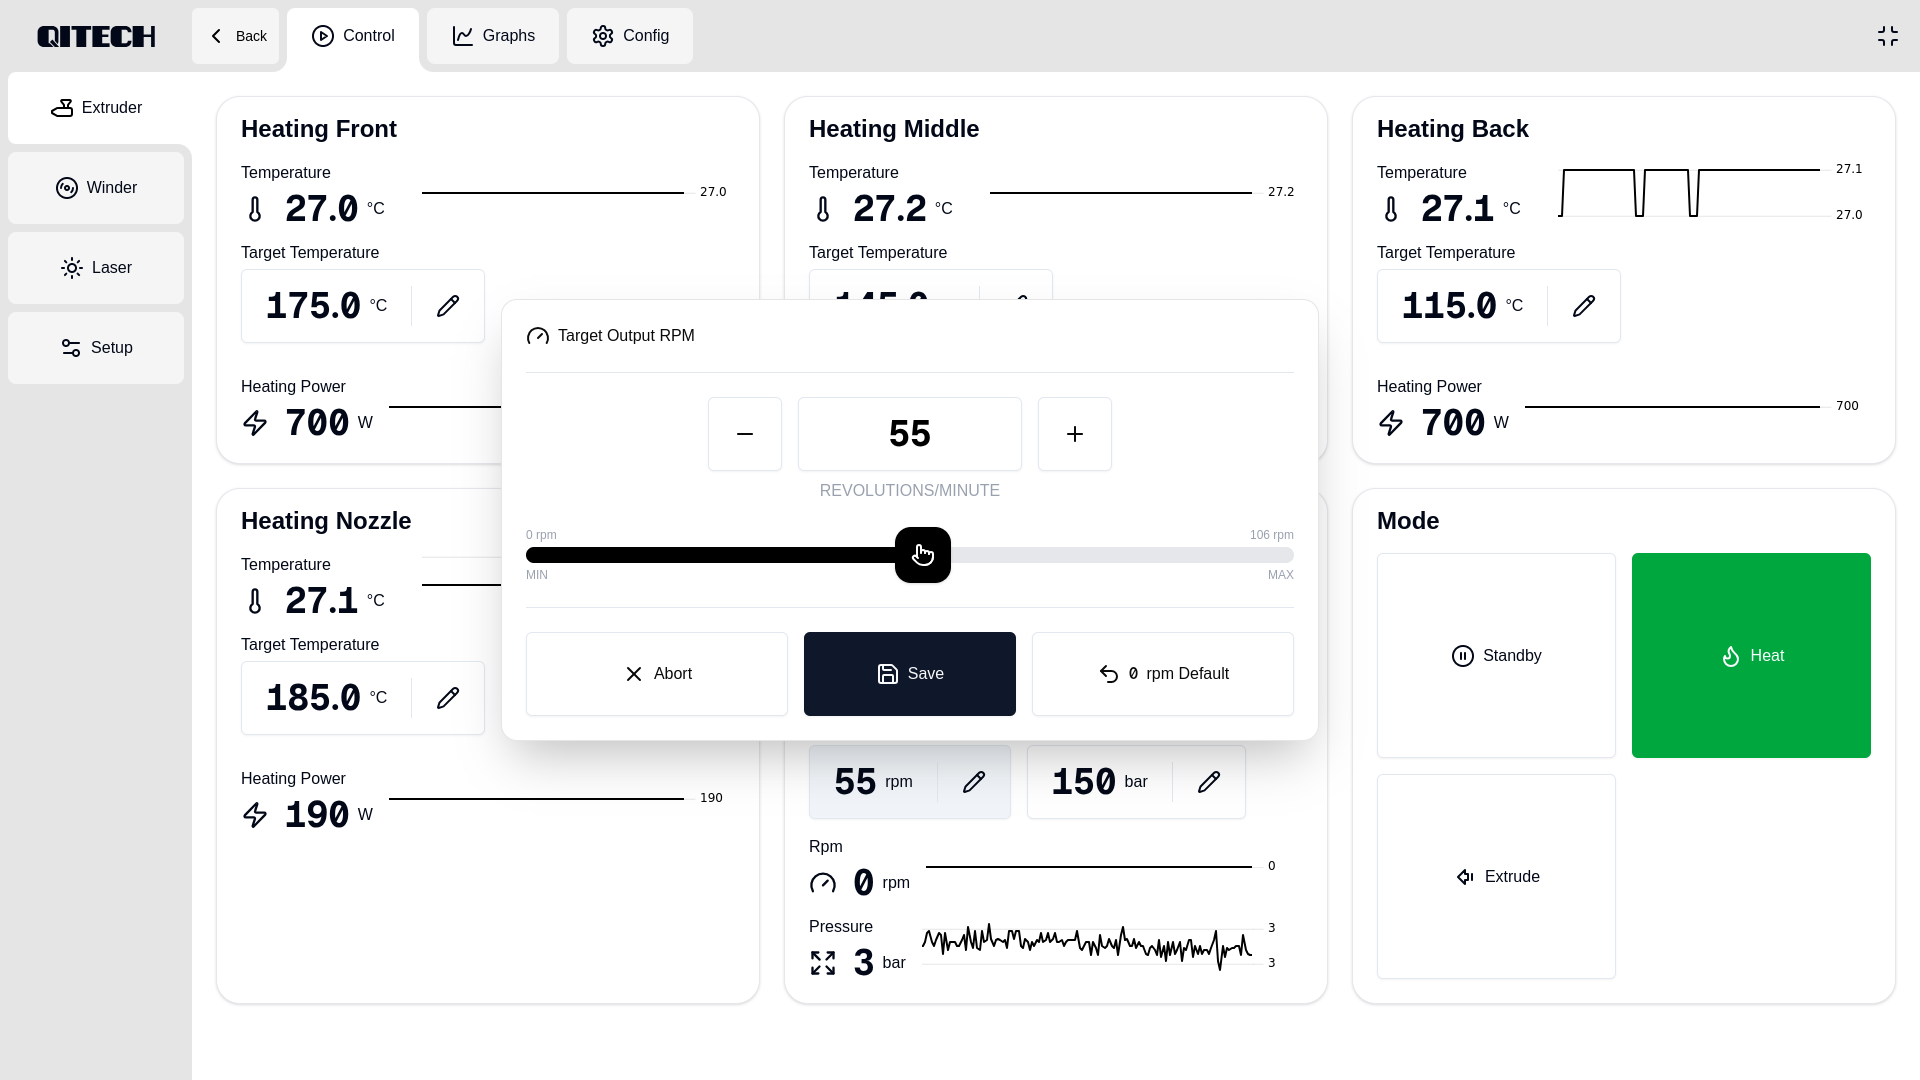 QITECH
Back
Control
Graphs
Config
Extruder
Winder
Laser
Setup
Heating Front
Temperature
27.0 °C
27.0
Target Temperature
175.0 °C
Heating Power
700 W
Heating Middle
Temperature
27.2 °C
27.2
Target Temperature
Heating Back
Temperature
27.1 °C
27.1
27.0
Target Temperature
115.0 °C
Heating Power
700 W
700
Target Output RPM
55
REVOLUTIONS/MINUTE
0 rpm
106 rpm
MIN
MAX
Abort
Save
0 rpm Default
Heating Nozzle
Temperature
27.1 °C
Target Temperature
185.0 °C
Heating Power
190 W
190
55 rpm
150 bar
Rpm
0 rpm
0
Pressure
3 bar
3
3
Mode
Standby
Heat
Extrude